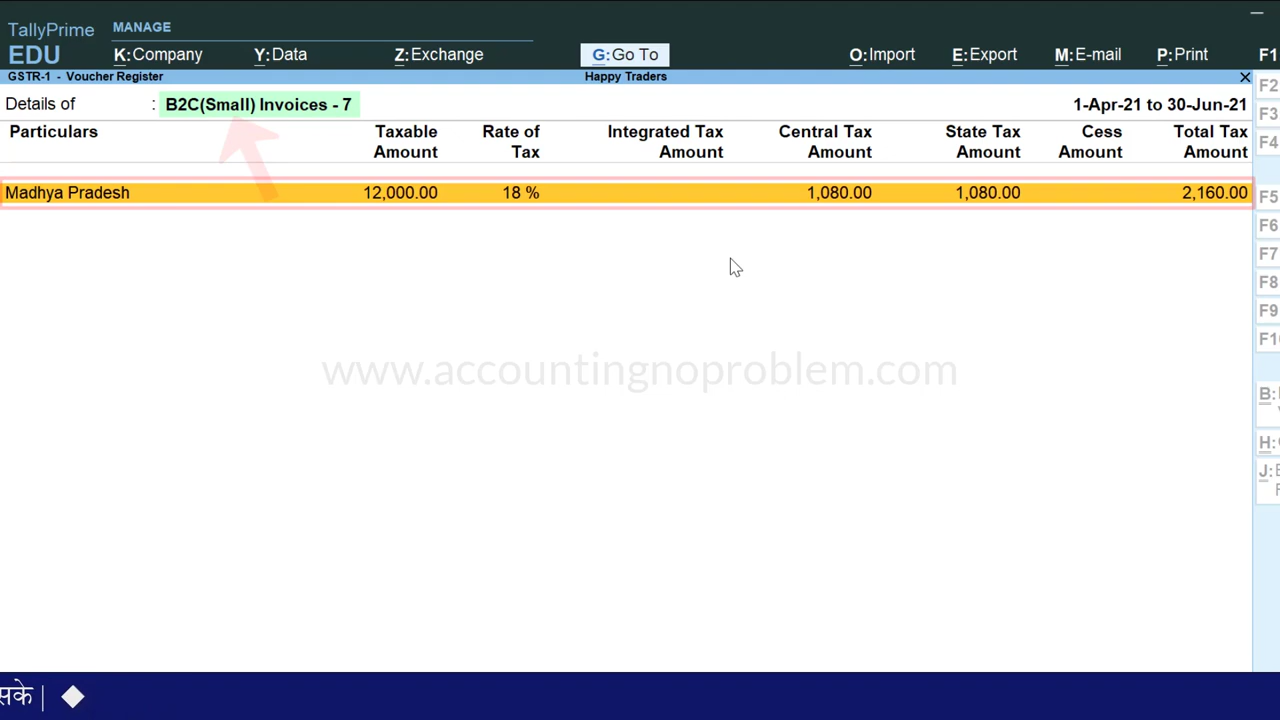 TallyPrime
EDU
MANAGE
K:Company Y:Data Z:Exchange G:Go To O:Import E:Export M:E-mail P:Print F1
GSTR-1 - Voucher Register Happy Traders
F2
Details of : B2C(Small) Invoices - 7 1-Apr-21 to 30-Jun-21
F3
Particulars Taxable Amount Rate of Tax Integrated Tax Amount Central Tax Amount State Tax Amount Cess Amount Total Tax Amount
F4
Madhya Pradesh 12,000.00 18 % 1,080.00 1,080.00 2,160.00
F5
F6
F7
F8
F9
www.accountingnoproblem.com
B:
H:
J:
सके